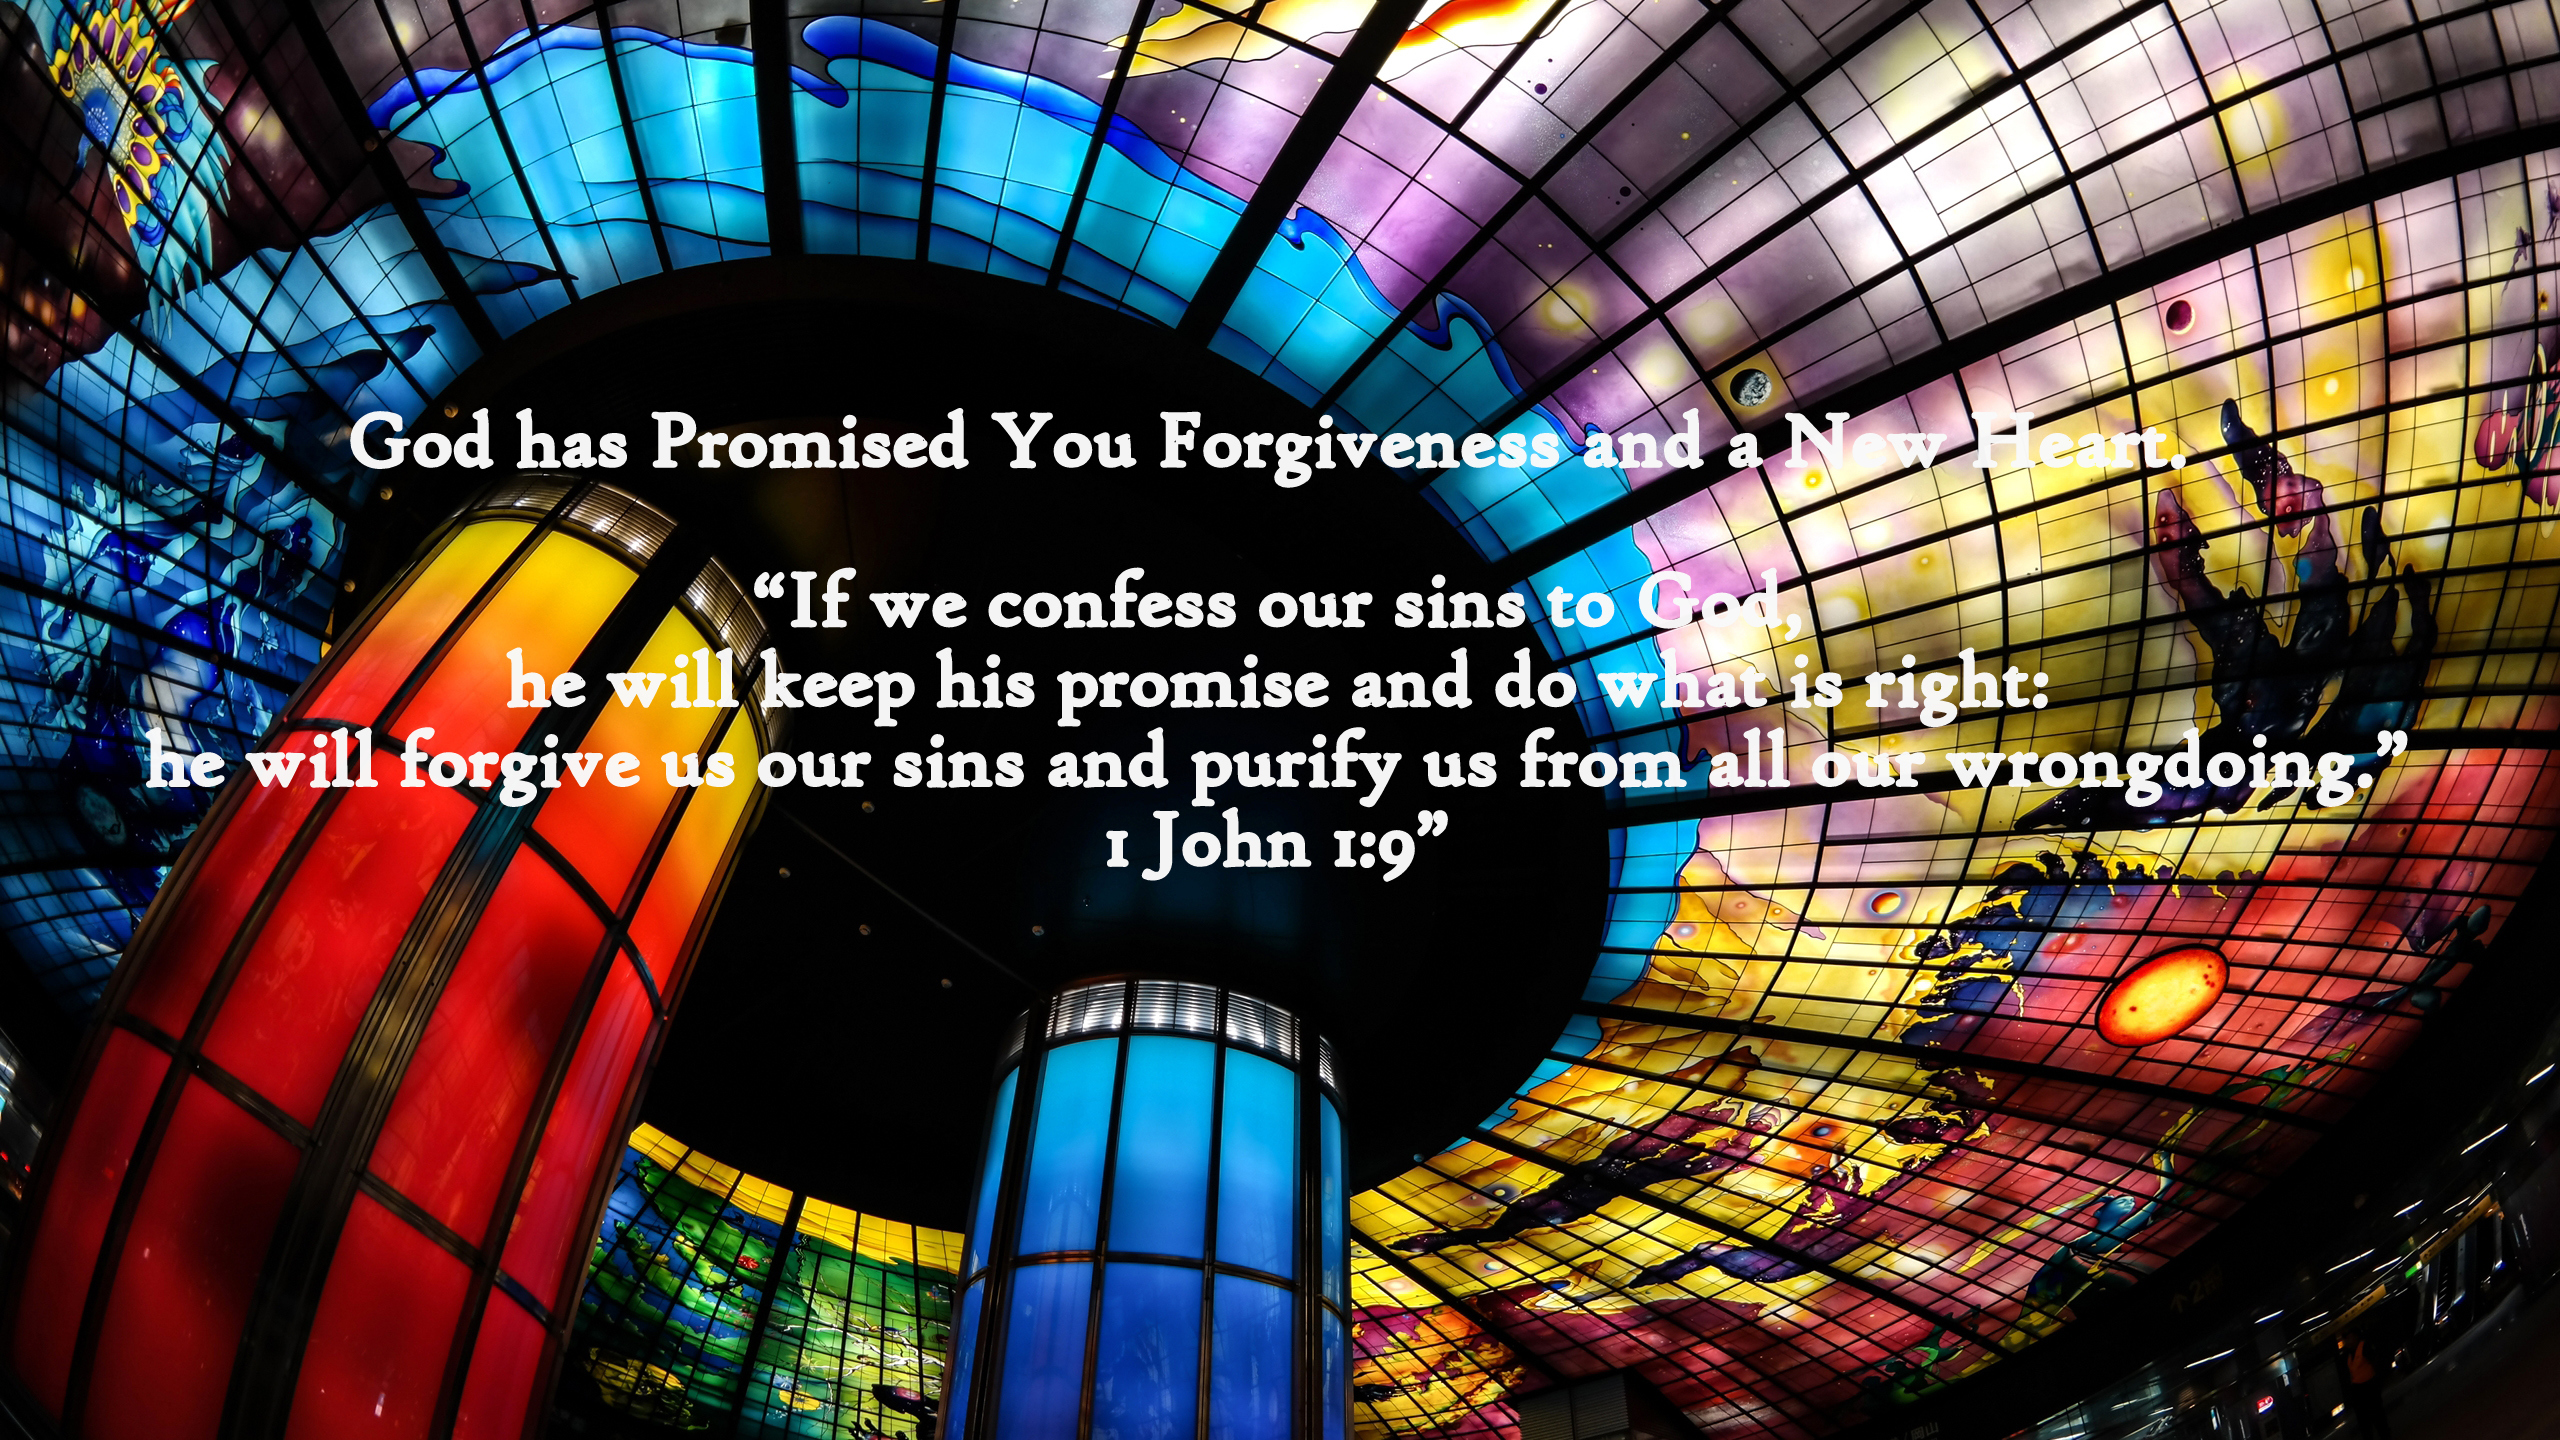 God has Promised You Forgiveness and a New Heart.
“If we confess our sins to God,
he will keep his promise and do what is right:
he will forgive us our sins and purify us from all our wrongdoing.”
1 John 1:9”